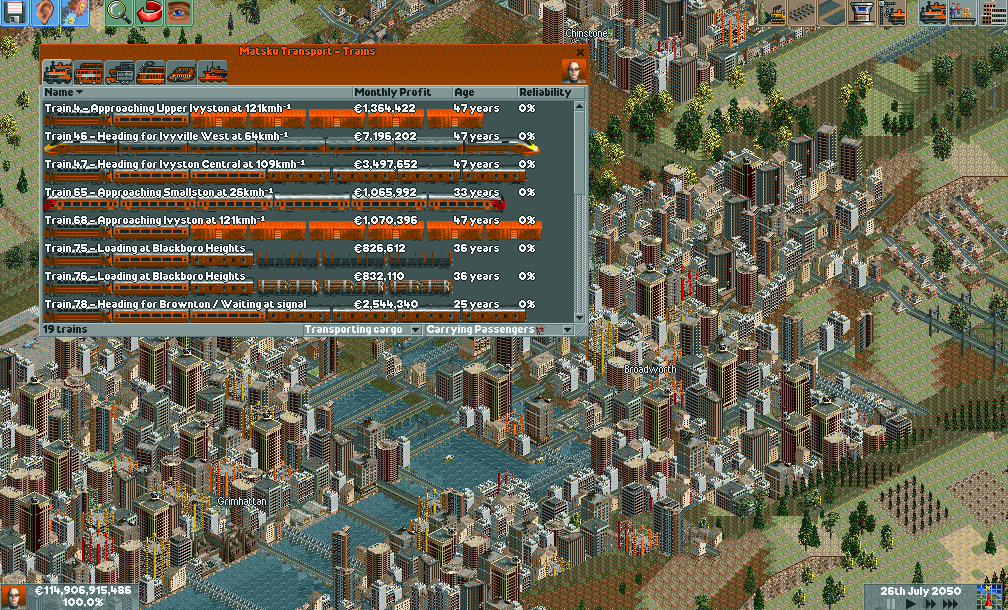 Chinstone
Matsku Transport - Trains
Name Monthly Profit Age Reliability
Train 4 - Approaching Upper Ivyston at 121kmh⁻¹ €1,364,422 47 years 0%
Train 46 - Heading for Ivyville West at 64kmh⁻¹ €7,196,202 47 years 0%
Train 47 - Heading for Ivyston Central at 109kmh⁻¹ €3,497,652 47 years 0%
Train 65 - Approaching Smallston at 26kmh⁻¹ €1,065,992 33 years 0%
Train 68 - Approaching Ivyston at 121kmh⁻¹ €1,070,396 47 years 0%
Train 75 - Loading at Blackboro Heights €826,612 36 years 0%
Train 76 - Loading at Blackboro Heights €832,110 36 years 0%
Train 78 - Heading for Brownton / Waiting at signal €2,544,340 25 years 0%
19 trains Transporting cargo Carrying Passengers
Broadworth
Grimhattan
€114,906,915,486
100.0%
26th July 2050